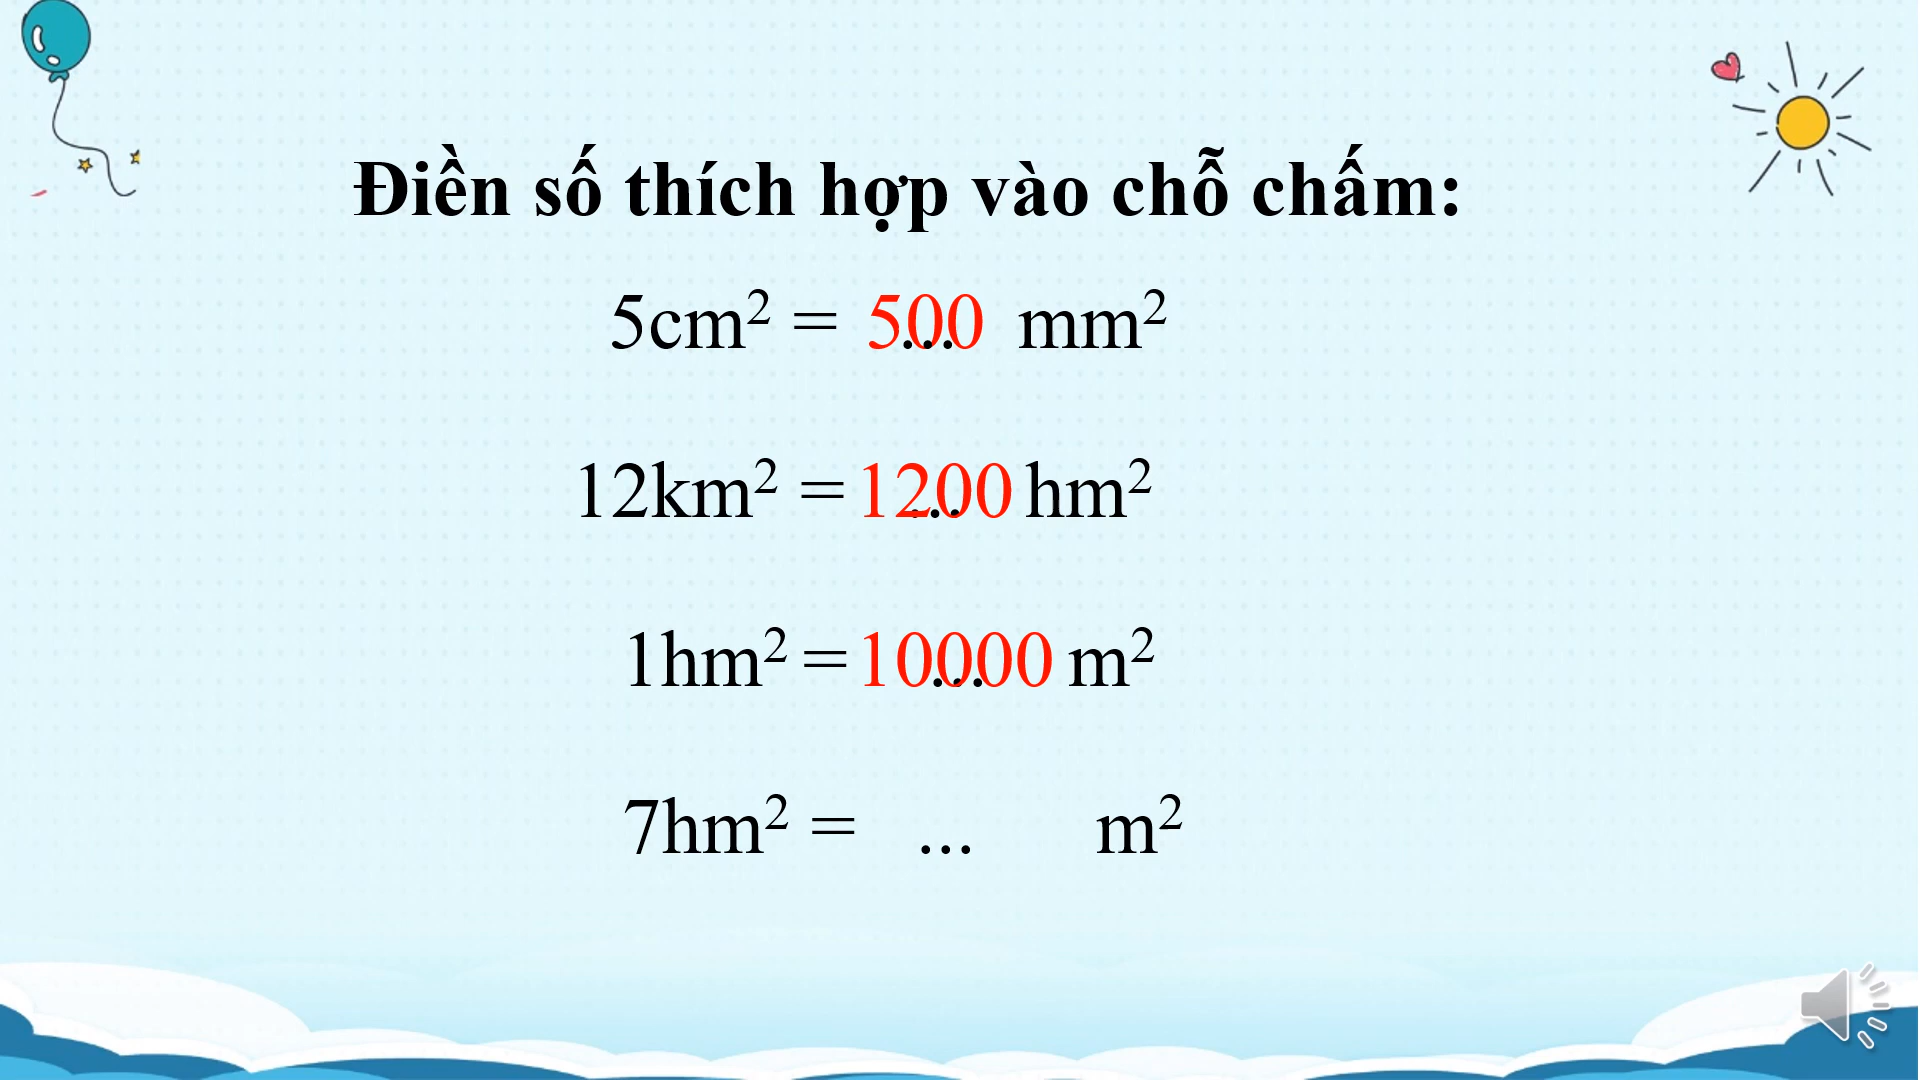 Điền số thích hợp vào chỗ chấm:
5cm² = 500 ... mm²
12km² = 1200 ... hm²
1hm² = 10000 ... m²
7hm² = ... m²